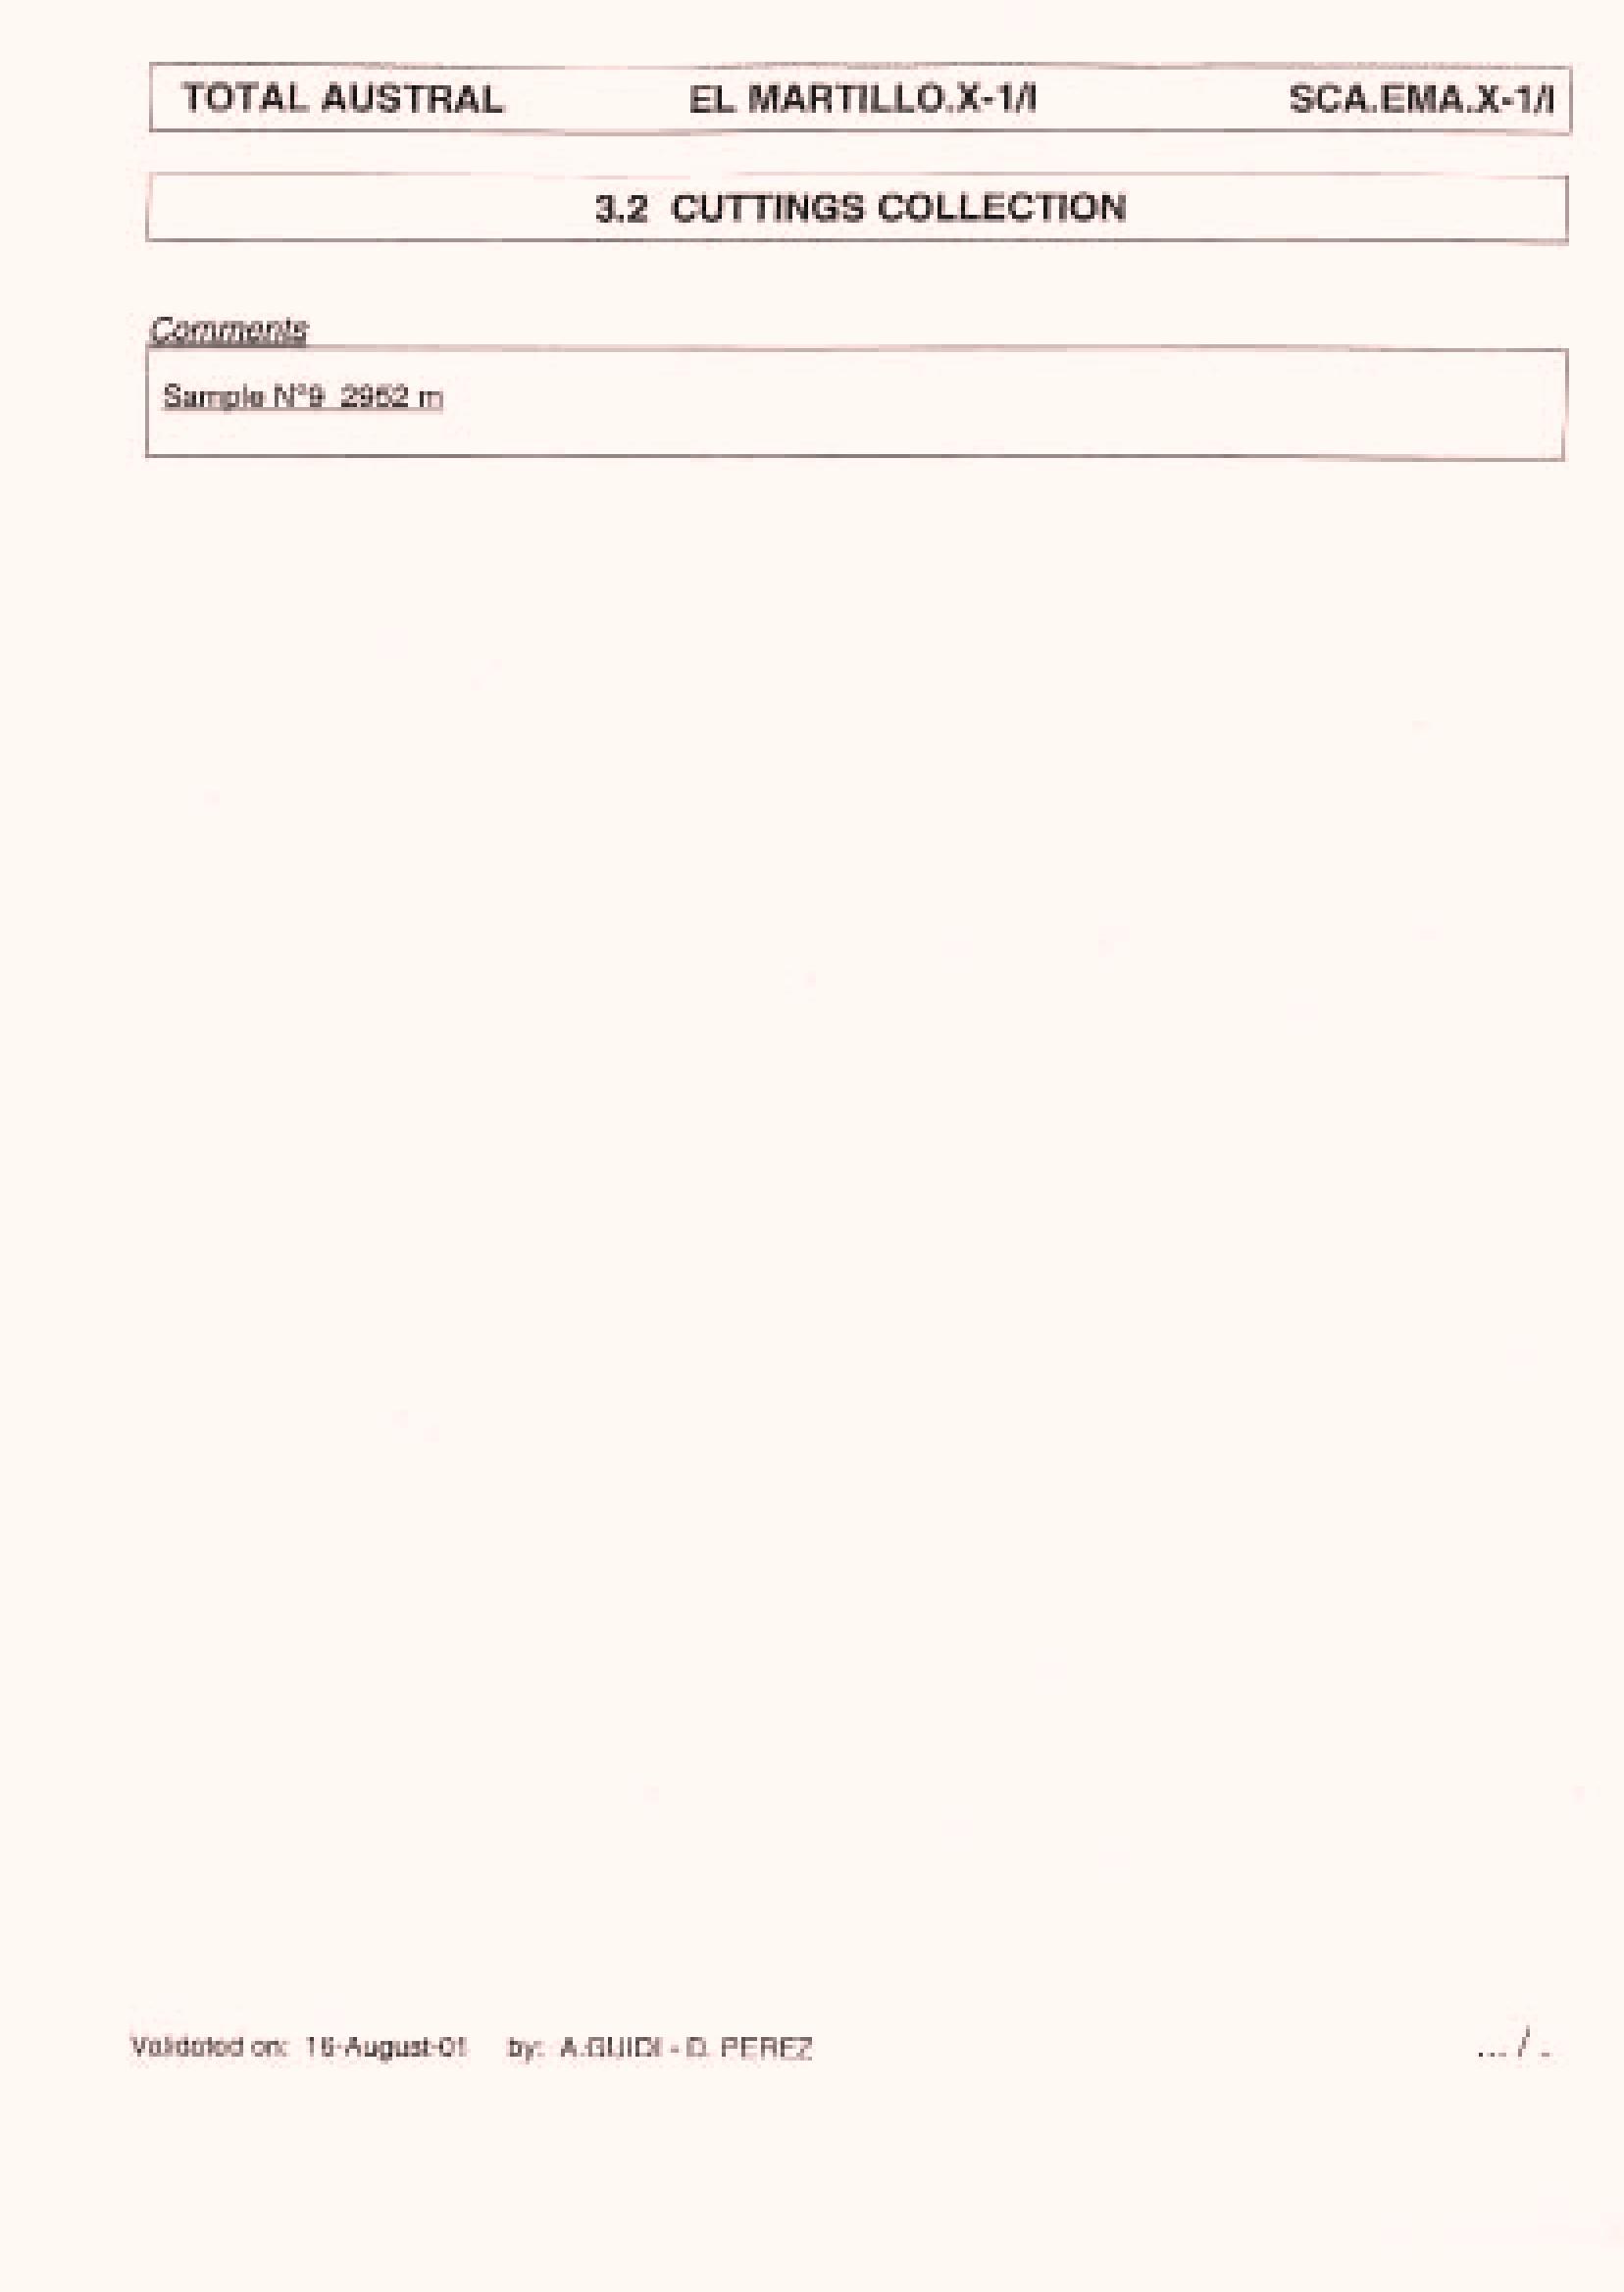 TOTAL AUSTRAL EL MARTILLO.X-1/I SCA.EMA.X-1/I
3.2 CUTTINGS COLLECTION
Comments
Sample N°9 2962 m
Validated on: 16-August-01 by: A.GUIDI - D. PEREZ
... / .